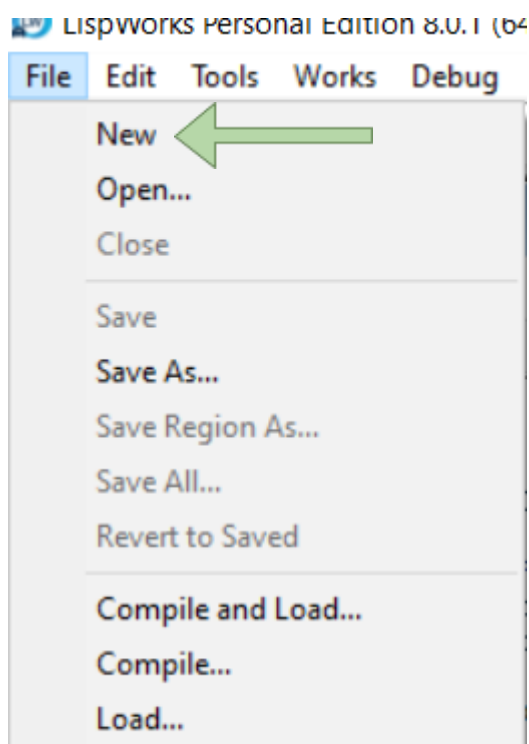 LispWorks Personal Edition 8.0.1 (64
File Edit Tools Works Debug
New
Open...
Close
Save
Save As...
Save Region As...
Save All...
Revert to Saved
Compile and Load...
Compile...
Load...